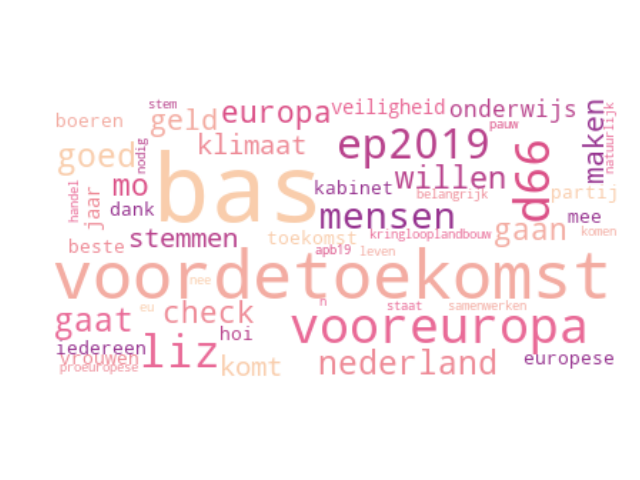 stem
boeren
geld
europa
veiligheid
onderwijs
maken
natuurlijk
pauw
goed
nodig
klimaat
ep2019
d66
handel
jaar
mo
bas
kabinet
willen
belangrijk
partij
dank
mensen
mee
beste
stemmen
toekomst
kringlooplandbouw
gaan
komen
apb19
leven
voordetoekomst
nee
eu
n
staat
samenwerken
gaat
check
vooreuropa
hoi
iedereen
liz
vrouwen
proeuropese
komt
nederland
europese